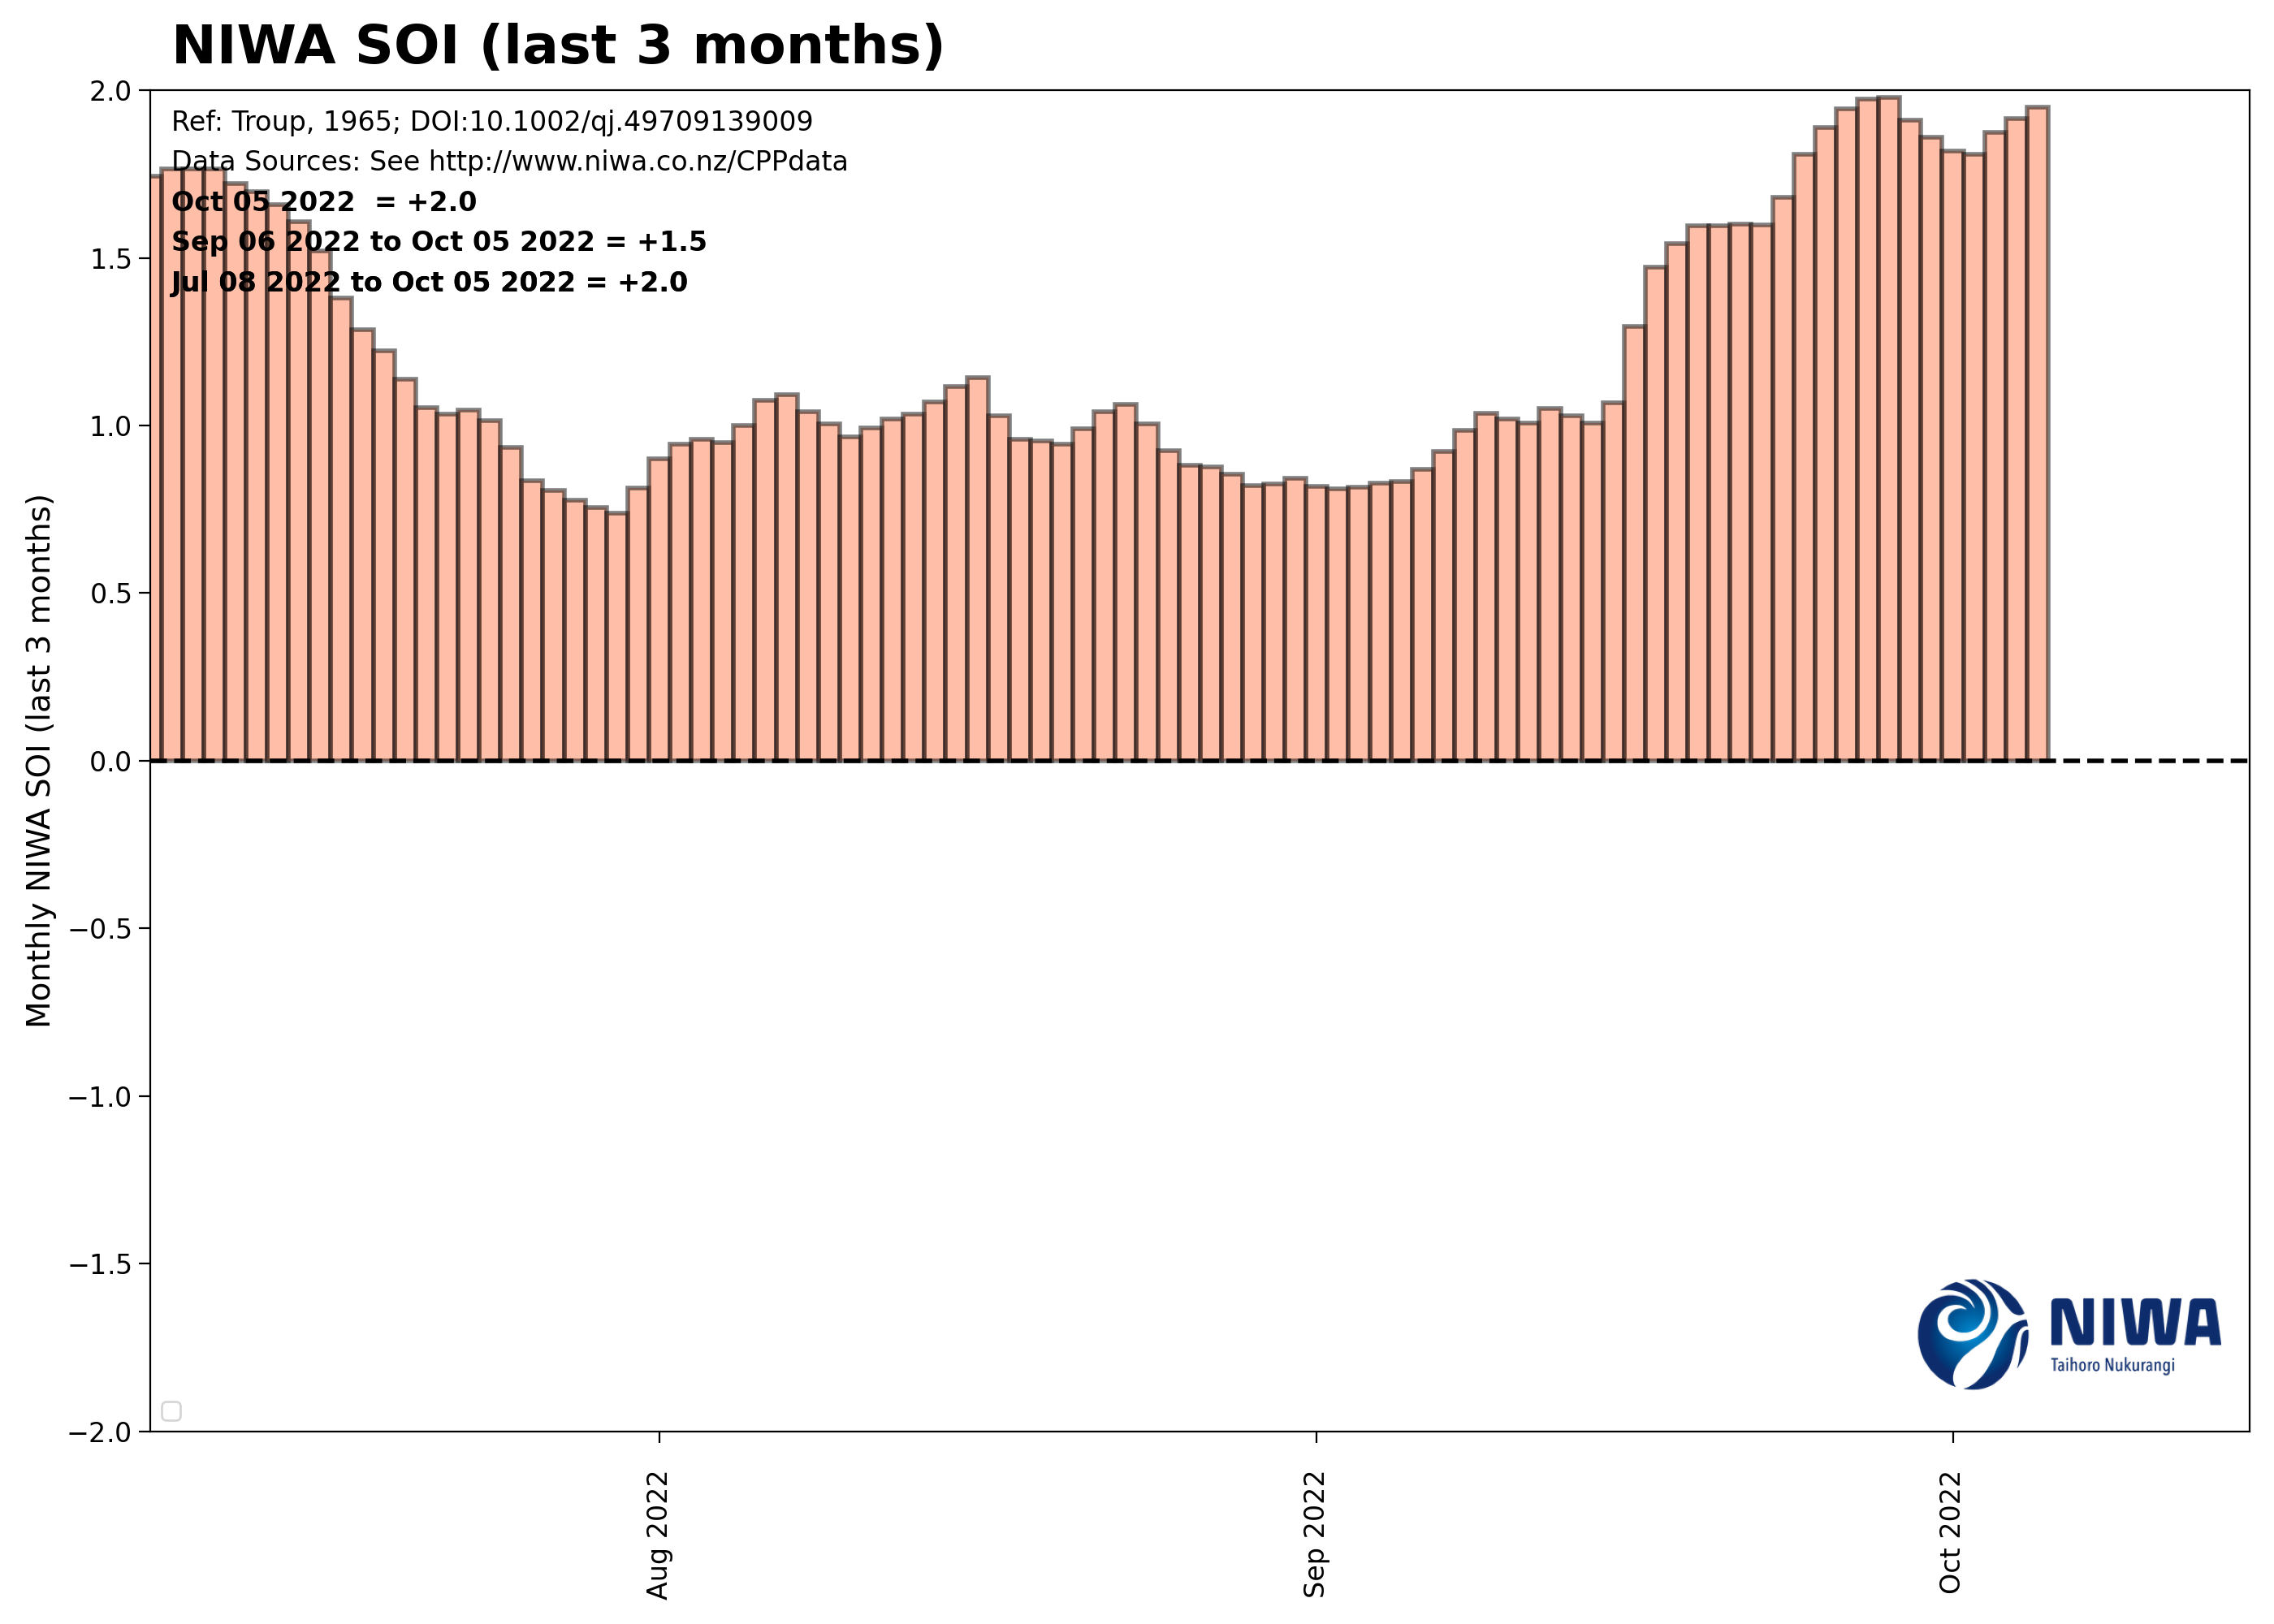 NIWA SOI (last 3 months)
Ref: Troup, 1965; DOI:10.1002/qj.49709139009
Data Sources: See http://www.niwa.co.nz/CPPdata
Oct 05 2022  = +2.0
Sep 06 2022 to Oct 05 2022 = +1.5
Jul 08 2022 to Oct 05 2022 = +2.0
Monthly NIWA SOI (last 3 months)
2.0
1.5
1.0
0.5
0.0
−0.5
−1.0
−1.5
−2.0
Aug 2022
Sep 2022
Oct 2022
NIWA
Taihoro Nukurangi